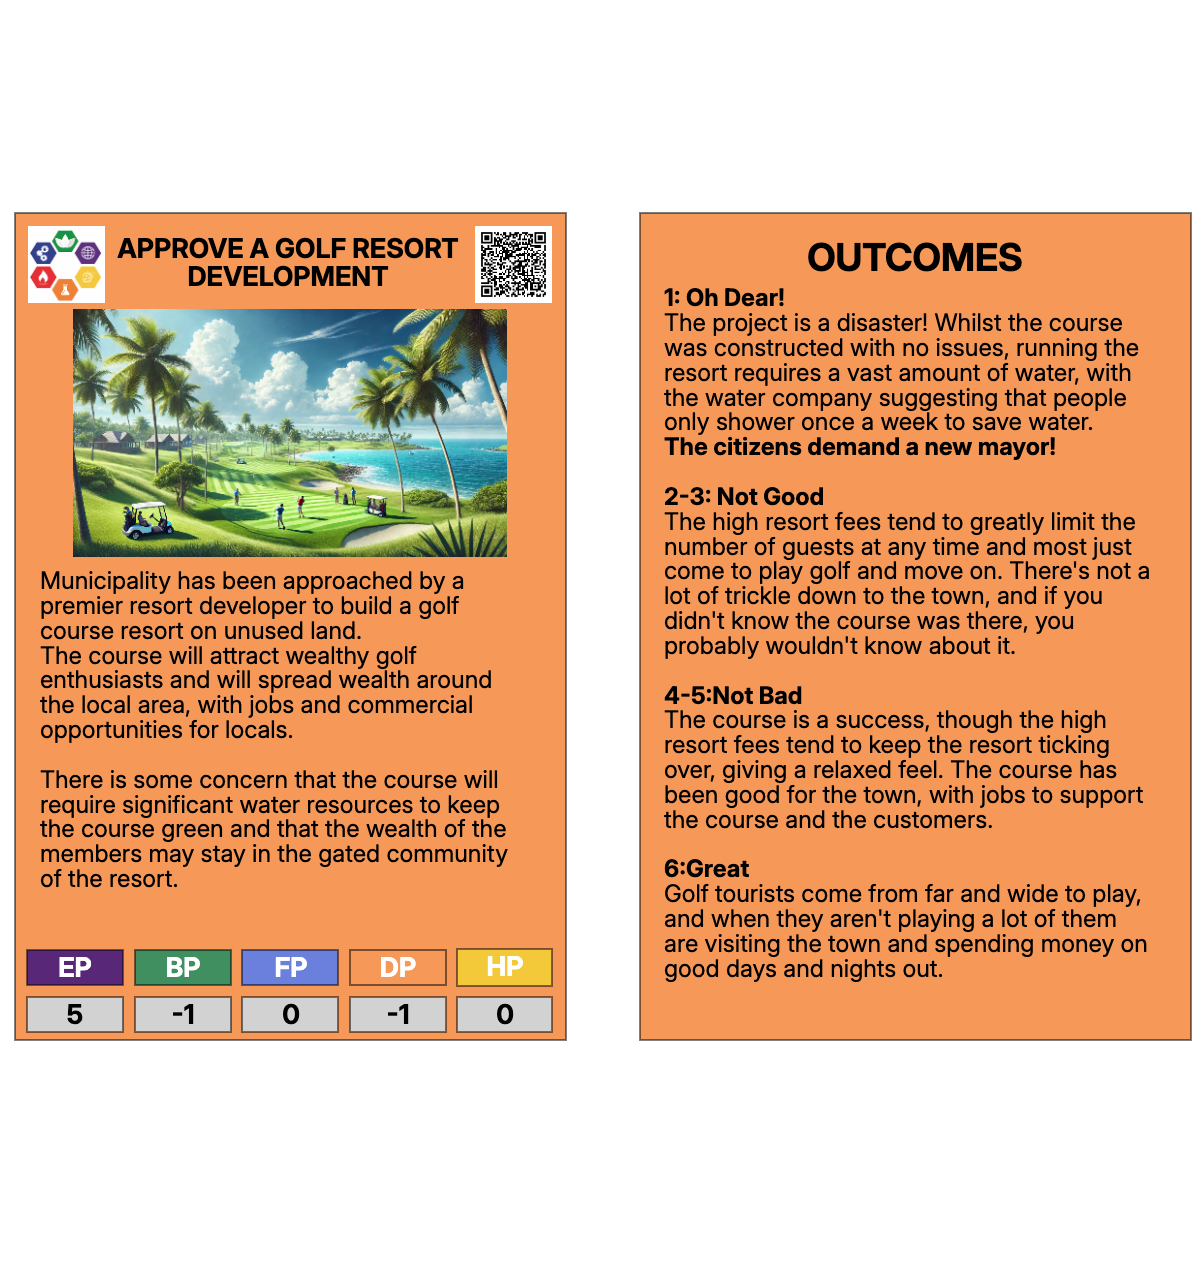 APPROVE A GOLF RESORT
DEVELOPMENT
Municipality has been approached by a
premier resort developer to build a golf
course resort on unused land.
The course will attract wealthy golf
enthusiasts and will spread wealth around
the local area, with jobs and commercial
opportunities for locals.
There is some concern that the course will
require significant water resources to keep
the course green and that the wealth of the
members may stay in the gated community
of the resort.
EP BP FP DP HP
5 -1 0 -1 0
OUTCOMES
1: Oh Dear!
The project is a disaster! Whilst the course
was constructed with no issues, running the
resort requires a vast amount of water, with
the water company suggesting that people
only shower once a week to save water.
The citizens demand a new mayor!
2-3: Not Good
The high resort fees tend to greatly limit the
number of guests at any time and most just
come to play golf and move on. There's not a
lot of trickle down to the town, and if you
didn't know the course was there, you
probably wouldn't know about it.
4-5:Not Bad
The course is a success, though the high
resort fees tend to keep the resort ticking
over, giving a relaxed feel. The course has
been good for the town, with jobs to support
the course and the customers.
6:Great
Golf tourists come from far and wide to play,
and when they aren't playing a lot of them
are visiting the town and spending money on
good days and nights out.